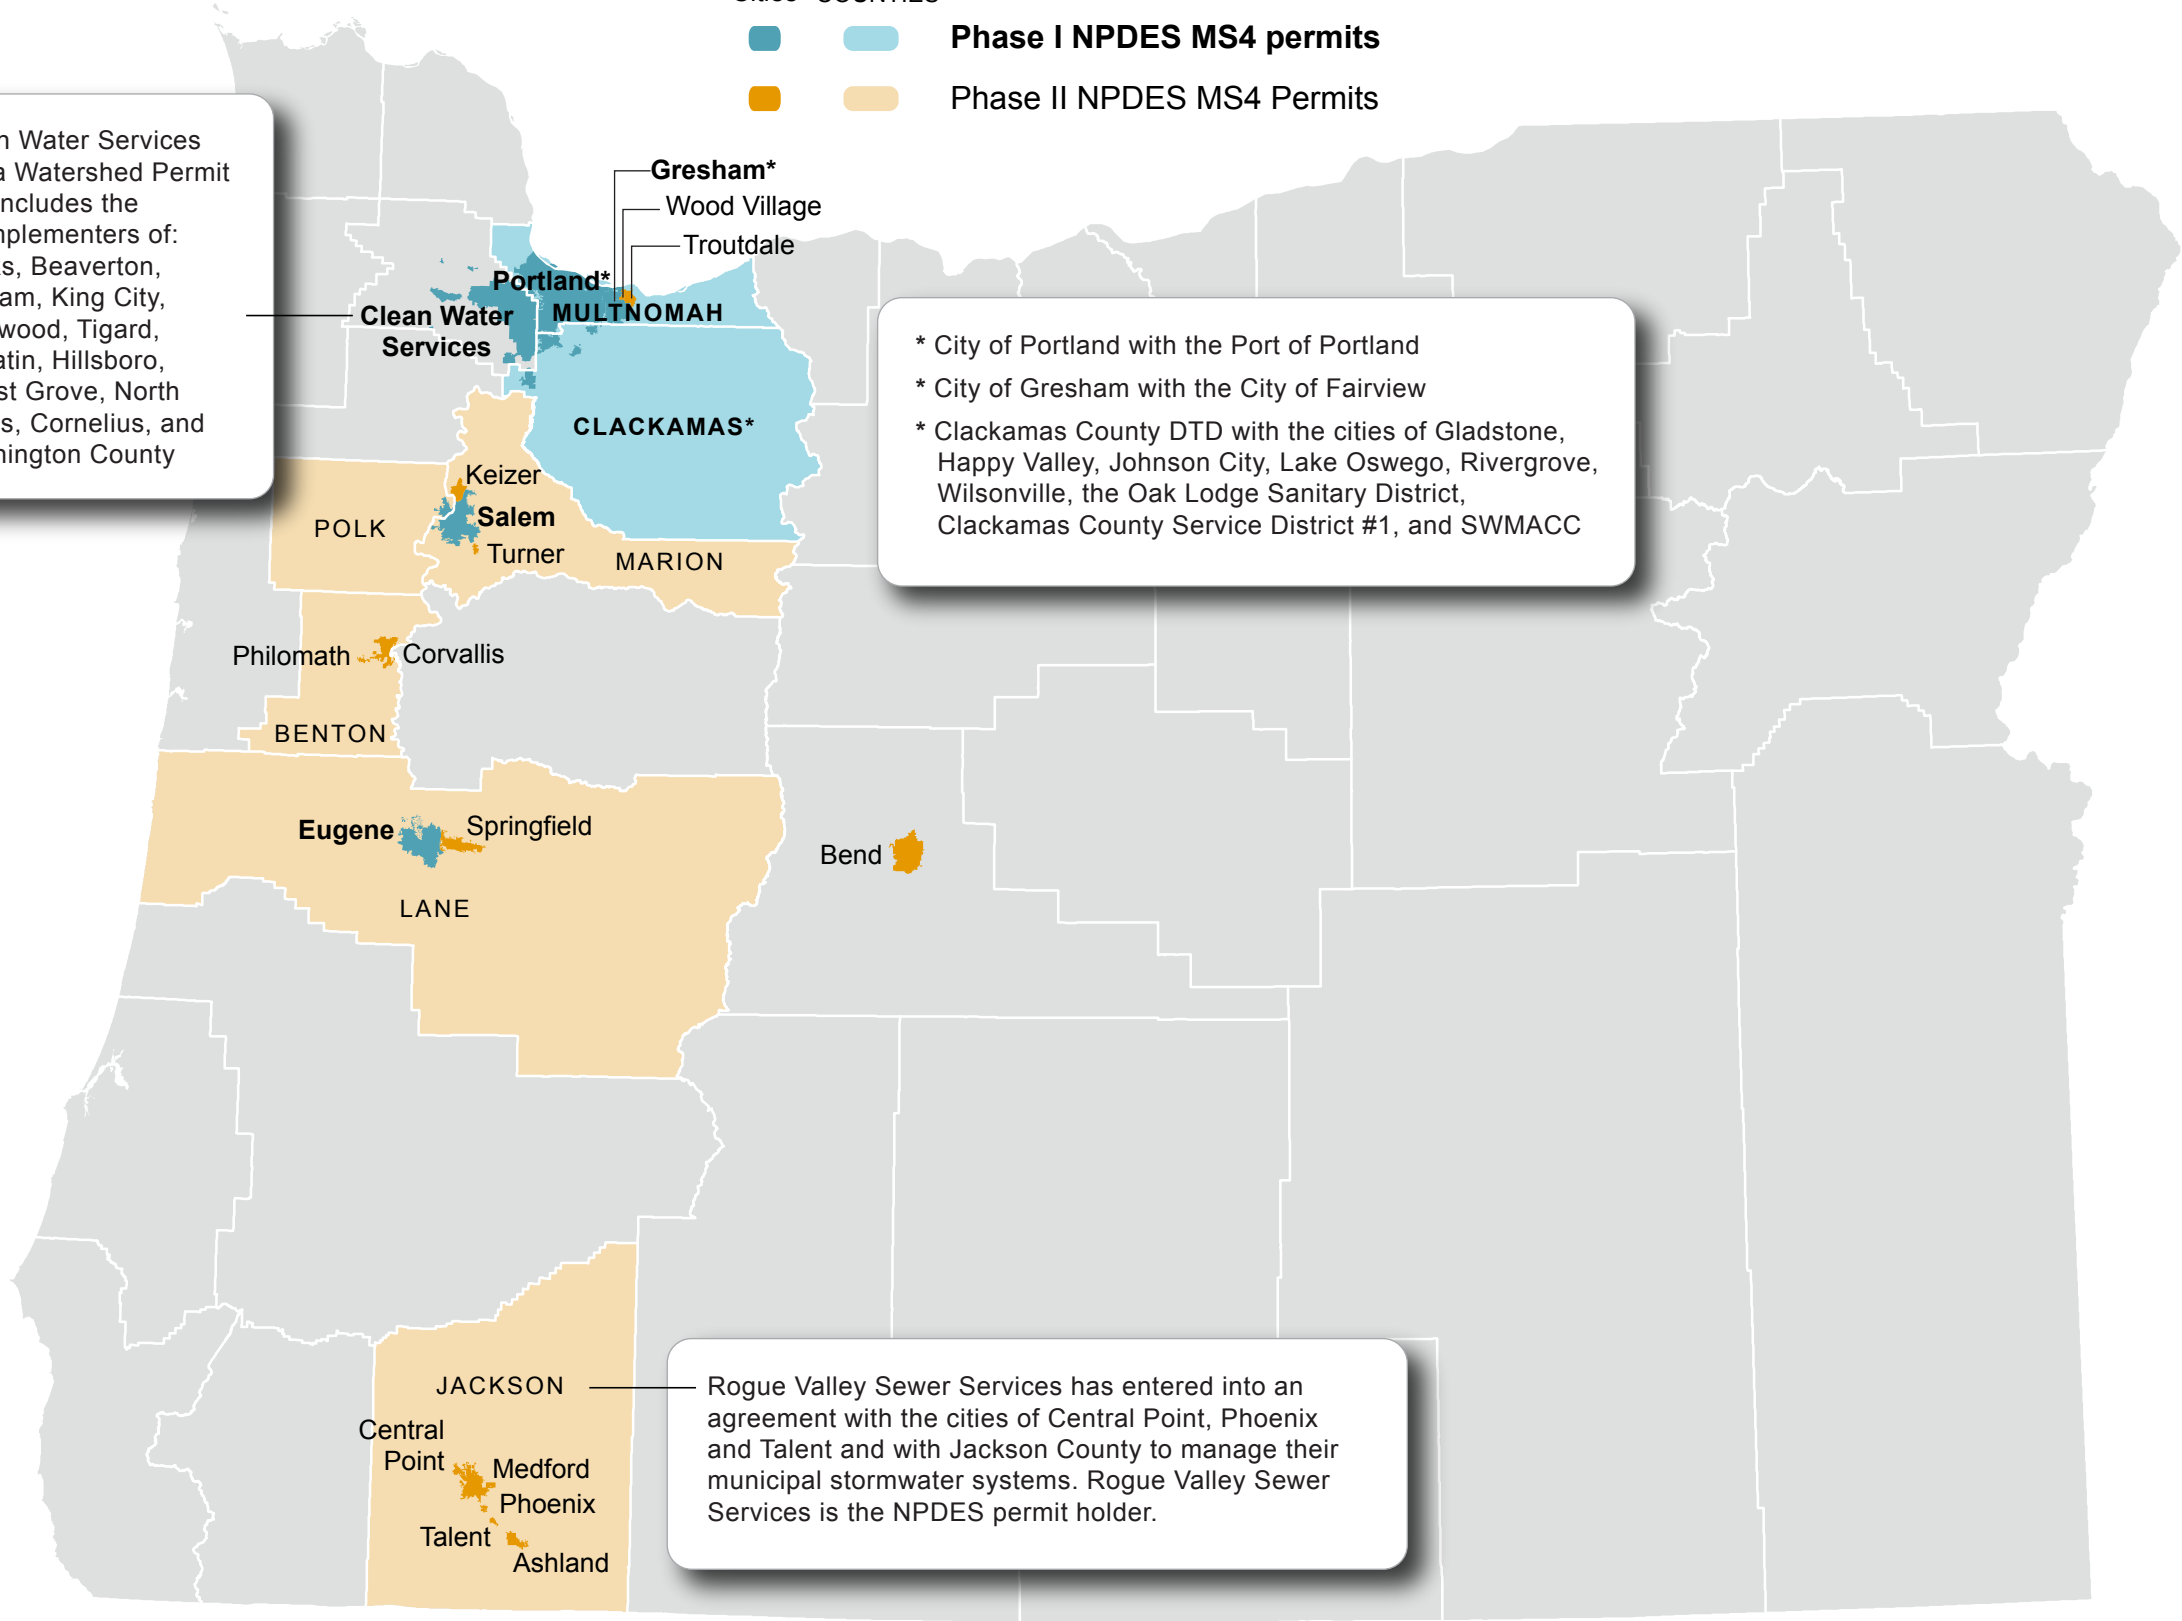 COUNTIES
Phase I NPDES MS4 permits
Phase II NPDES MS4 Permits
Water Services
a Watershed Permit
includes the
of:
Beaverton,
King City,
Tigard,
Hillsboro,
Grove, North
Cornelius, and
County
Gresham*
Wood Village
Troutdale
Portland*
MULTNOMAH
Clean Water
Services
CLACKAMAS*
* City of Portland with the Port of Portland
* City of Gresham with the City of Fairview
* Clackamas County DTD with the cities of Gladstone,
Happy Valley, Johnson City, Lake Oswego, Rivergrove,
Wilsonville, the Oak Lodge Sanitary District,
Clackamas County Service District #1, and SWMACC
Keizer
Salem
Turner
POLK
MARION
Philomath
Corvallis
BENTON
Eugene
Springfield
LANE
Bend
JACKSON
Central
Point
Medford
Phoenix
Talent
Ashland
Rogue Valley Sewer Services has entered into an
agreement with the cities of Central Point, Phoenix
and Talent and with Jackson County to manage their
municipal stormwater systems. Rogue Valley Sewer
Services is the NPDES permit holder.